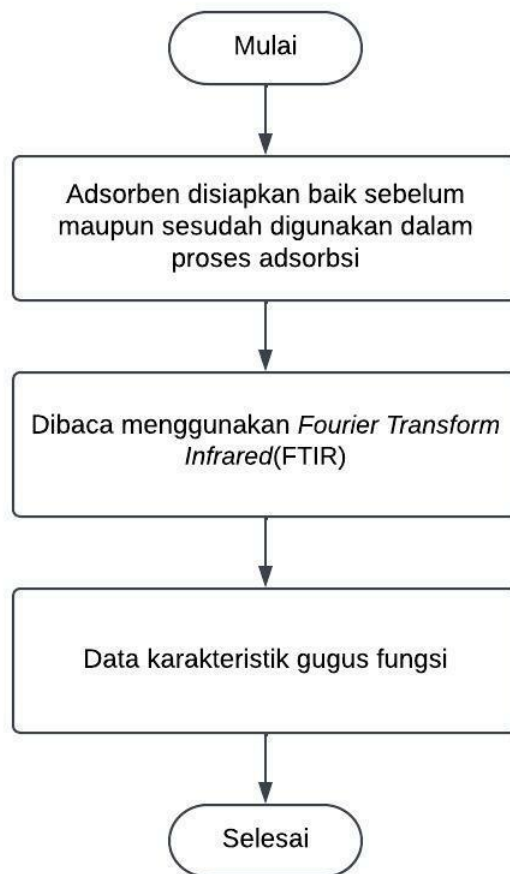 Mulai
Adsorben disiapkan baik sebelum
maupun sesudah digunakan dalam
proses adsorbsi
Dibaca menggunakan Fourier Transform
Infrared(FTIR)
Data karakteristik gugus fungsi
Selesai